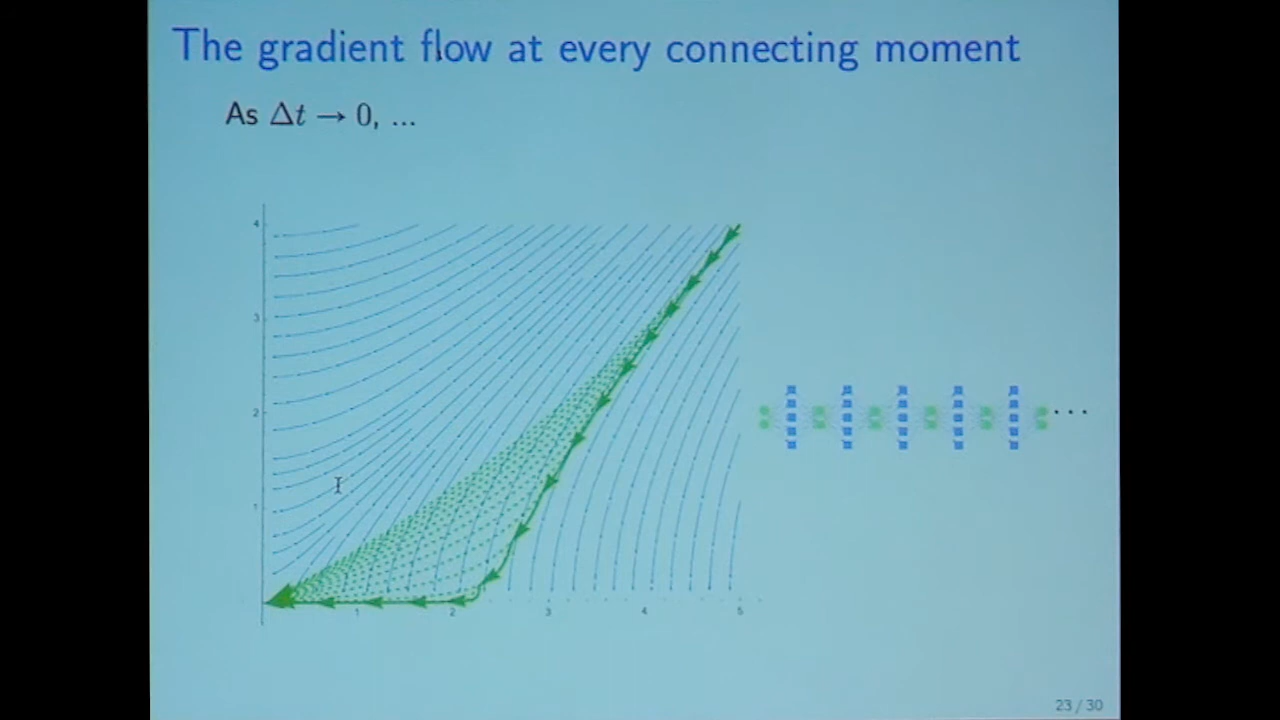 The gradient flow at every connecting moment
As Δt → 0, ...
4
3
2
1
1 2 3 4 5
...
23 / 30